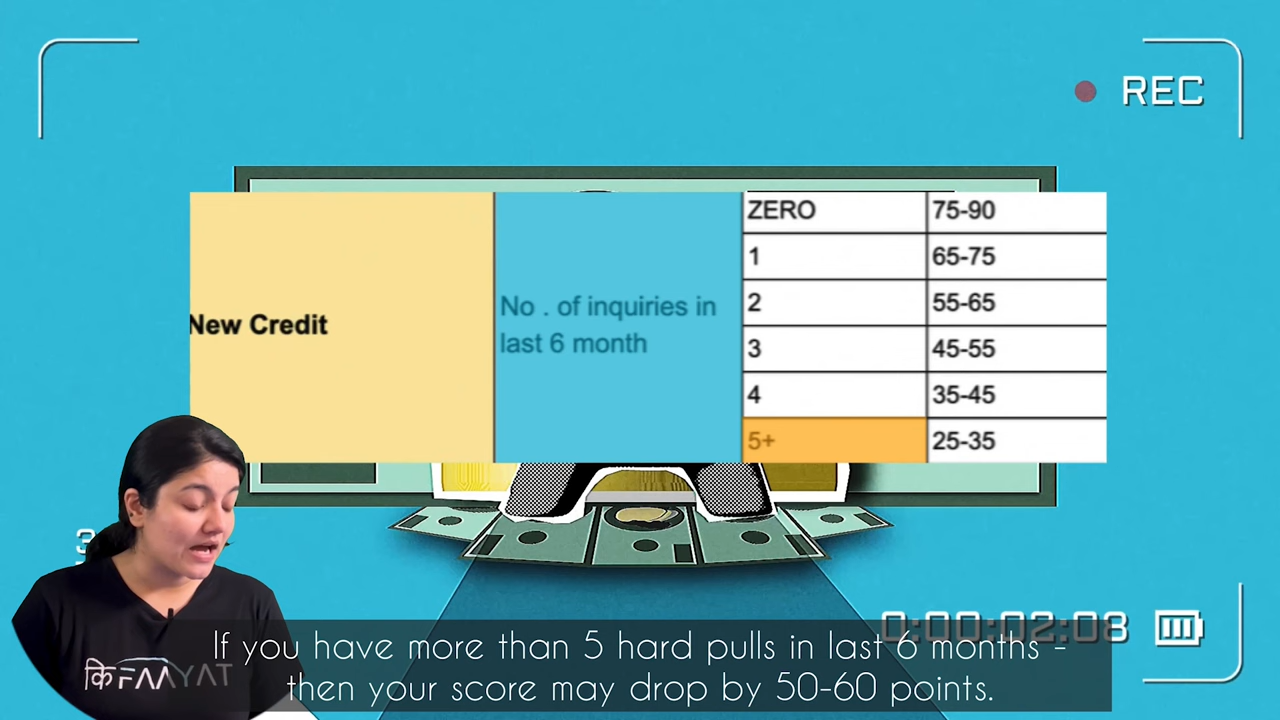 REC
ZERO 75-90
1 65-75
No . of inquiries in
2 55-65
New Credit
last 6 month
3 45-55
4 35-45
5+ 25-35
0:00:02:08
If you have more than 5 hard pulls in last 6 months -
then your score may drop by 50-60 points.
किFAAYAT